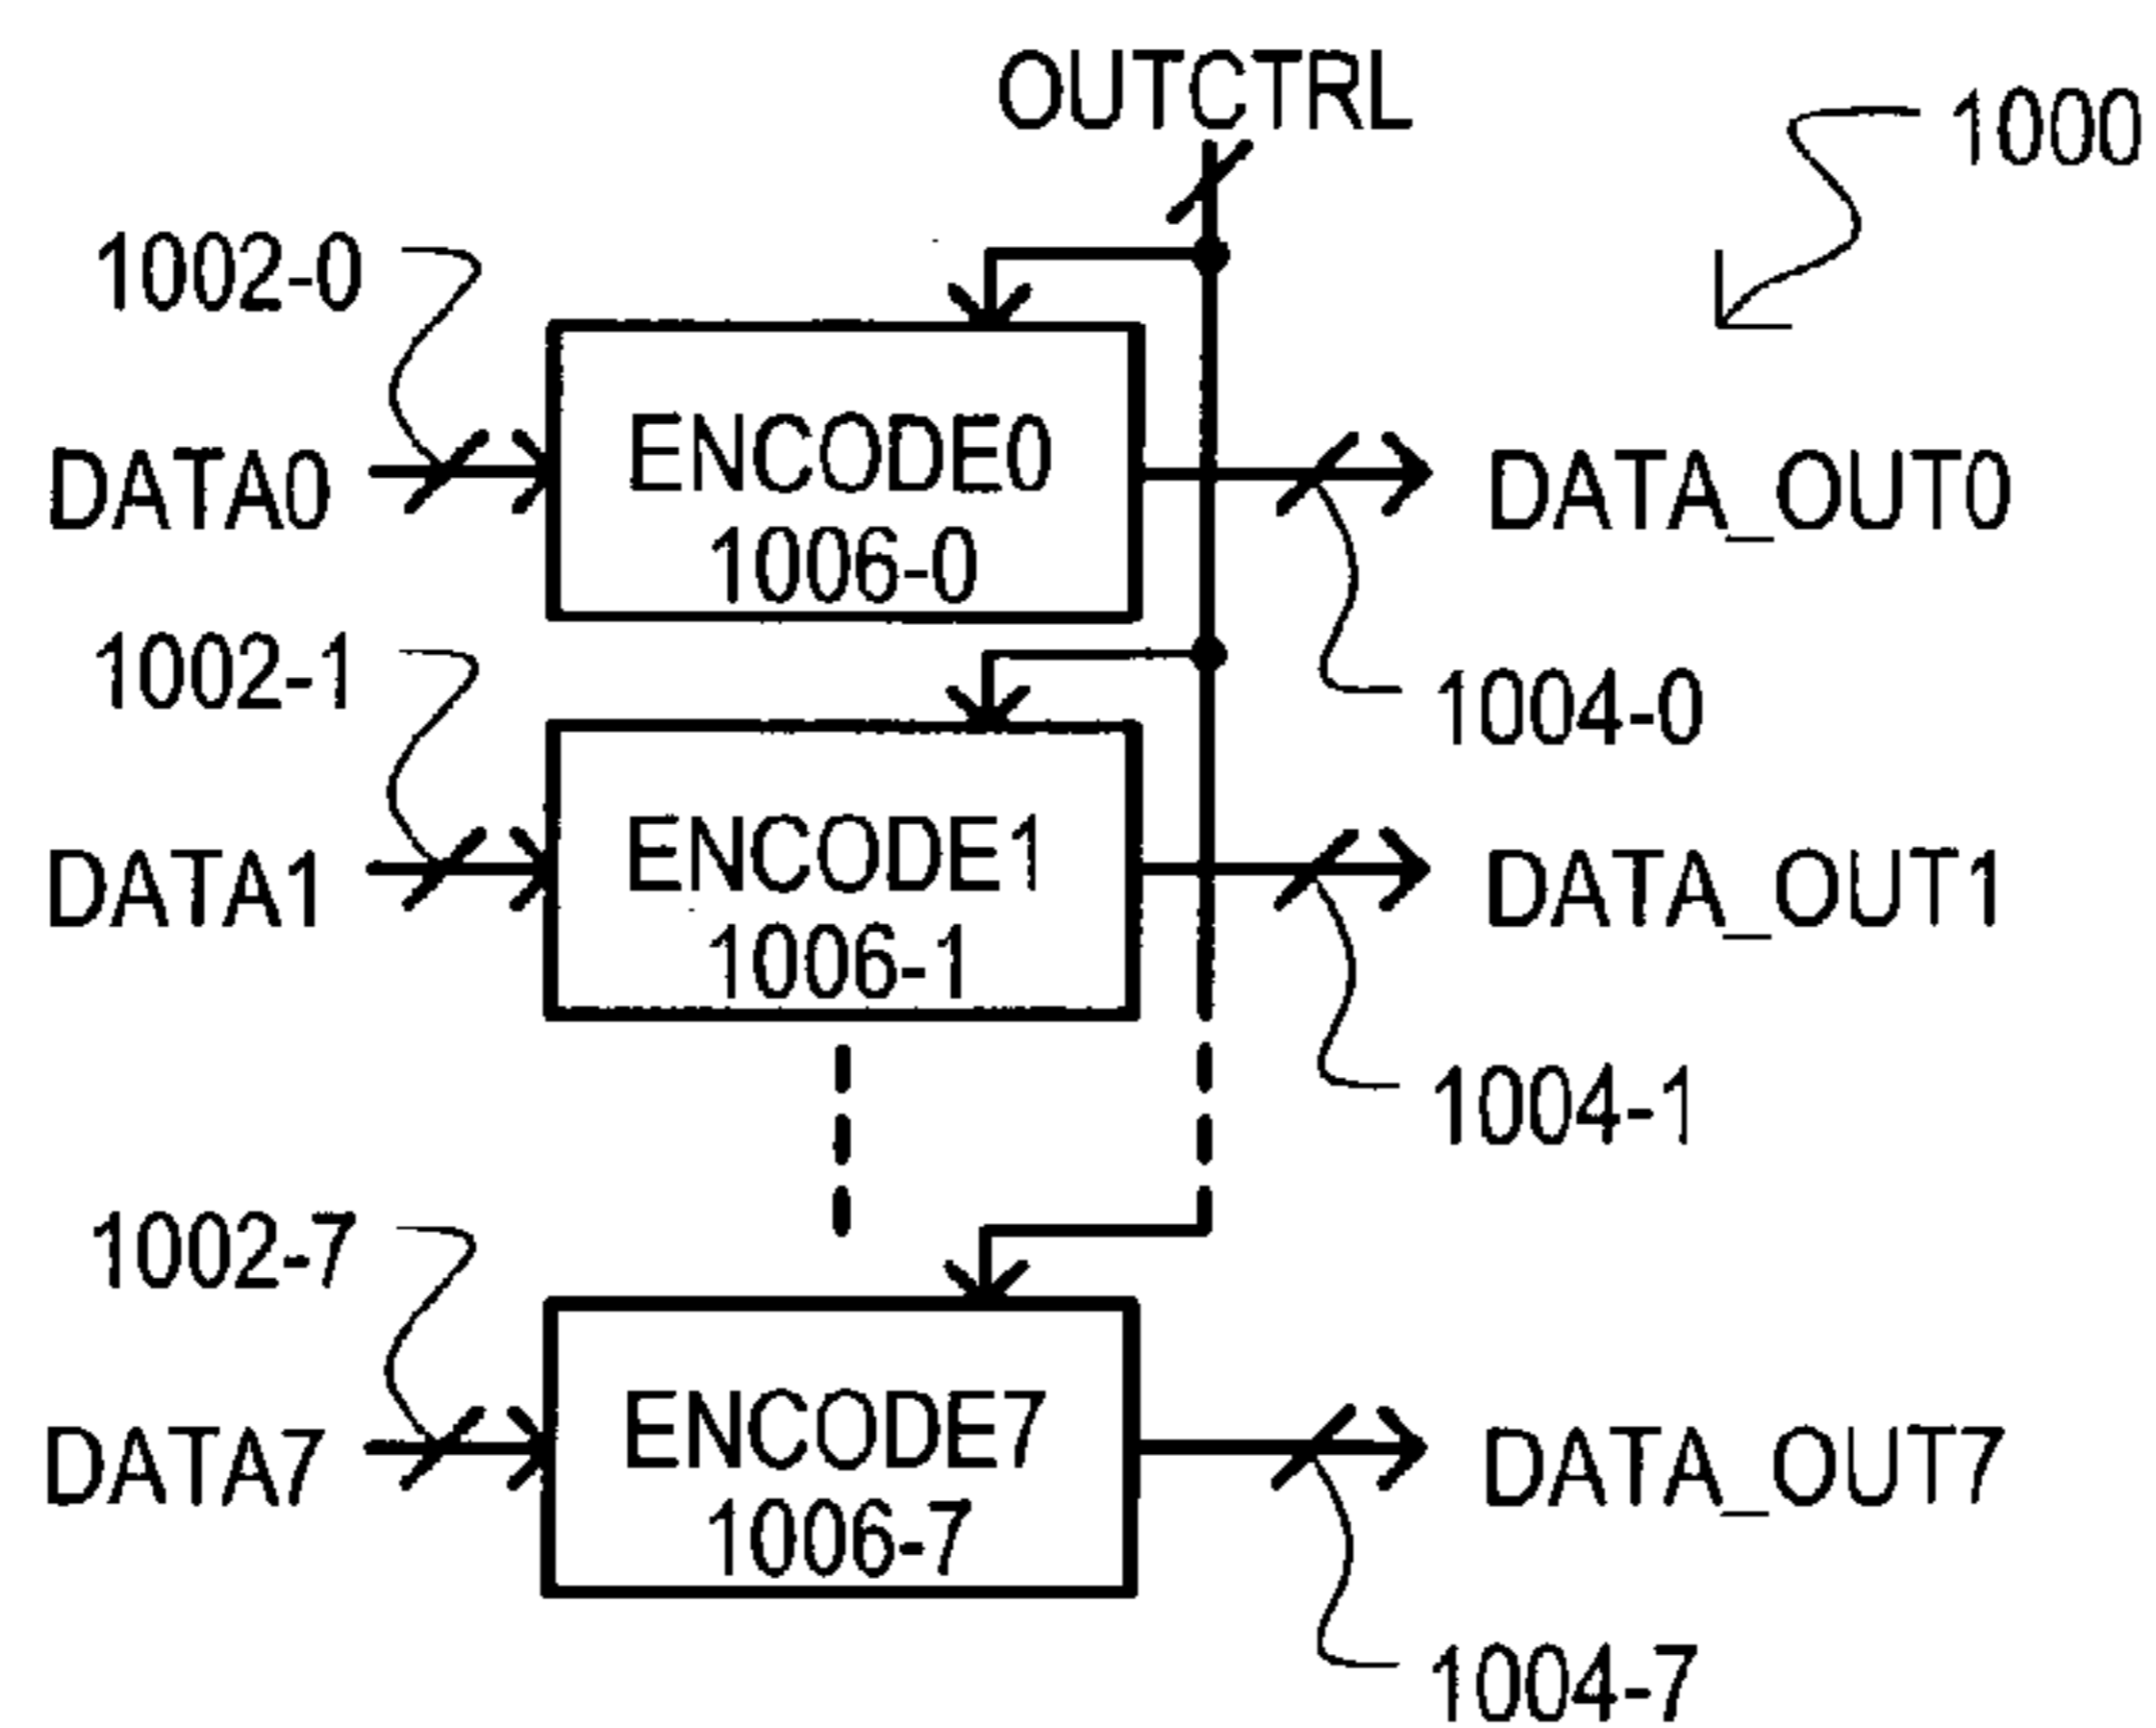 OUTCTRL
1000
1002-0
DATA0
ENCODE0
1006-0
DATA_OUT0
1004-0
1002-1
DATA1
ENCODE1
1006-1
DATA_OUT1
1004-1
1002-7
DATA7
ENCODE7
1006-7
DATA_OUT7
1004-7